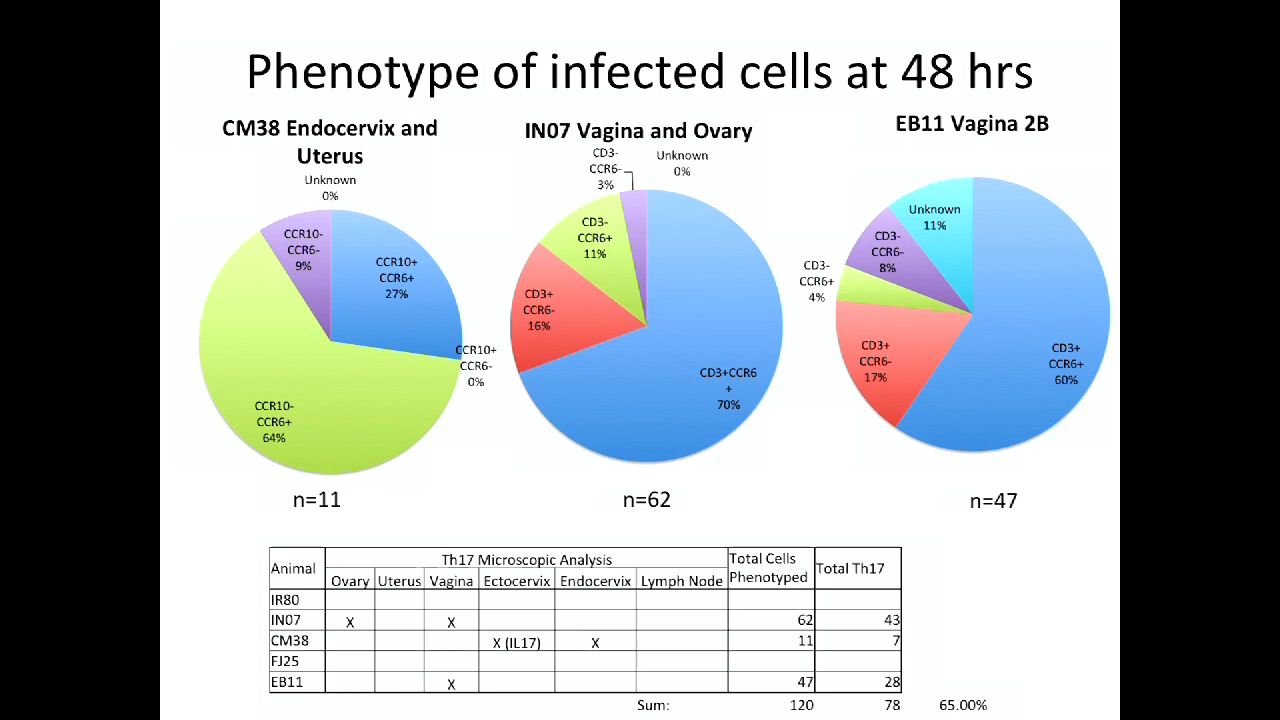 Phenotype of infected cells at 48 hrs
CM38 Endocervix and
Uterus
Unknown
0%
CCR10-
CCR6-
9%
CCR10+
CCR6+
27%
CCR10+
CCR6-
0%
CCR10-
CCR6+
64%
n=11
IN07 Vagina and Ovary
CD3-
CCR6-
3%
Unknown
0%
CD3-
CCR6+
11%
CD3+
CCR6-
16%
CD3+CCR6
+
70%
n=62
EB11 Vagina 2B
Unknown
11%
CD3-
CCR6-
8%
CD3-
CCR6+
4%
CD3+
CCR6-
17%
CD3+
CCR6+
60%
n=47
Animal Th17 Microscopic Analysis Total Cells Phenotyped Total Th17
Ovary Uterus Vagina Ectocervix Endocervix Lymph Node
IR80
IN07 X X 62 43
CM38 X (IL17) X 11 7
FJ25
EB11 X 47 28
Sum: 120 78 65.00%